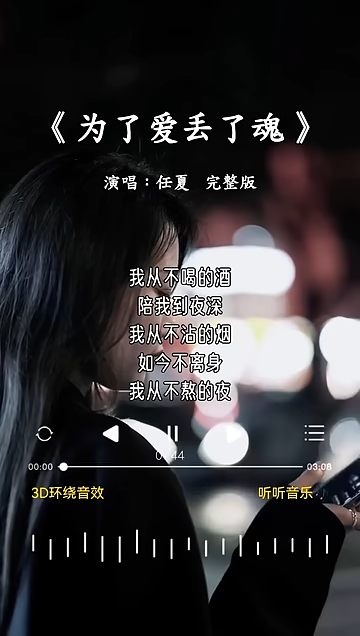 《为了爱丢了魂》
演唱：任夏 完整版
我从不喝的酒
陪我到夜深
我从不沾的烟
如今不离身
我从不熬的夜
00:44
00:00 03:08
3D环绕音效 听听音乐